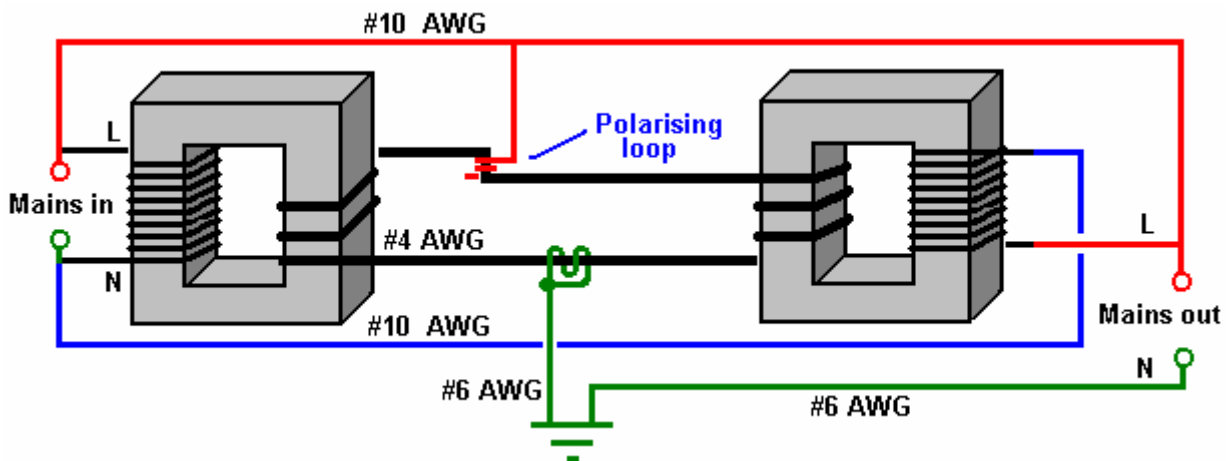 #10 AWG
L
Polarising
loop
Mains in
#4 AWG
L
N
Mains out
#10 AWG
N
#6 AWG
#6 AWG